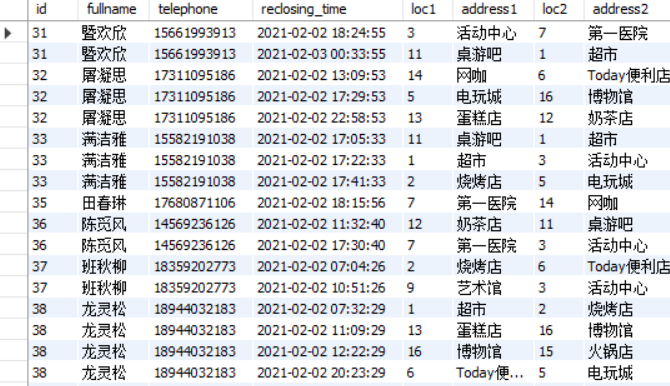 id fullname telephone reclosing_time loc1 address1 loc2 address2
31 暨欢欣 15661993913 2021-02-02 18:24:55 3 活动中心 7 第一医院
31 暨欢欣 15661993913 2021-02-03 00:33:55 11 桌游吧 1 超市
32 屠凝思 17311095186 2021-02-02 13:09:53 14 网咖 6 Today便利店
32 屠凝思 17311095186 2021-02-02 17:29:53 5 电玩城 16 博物馆
32 屠凝思 17311095186 2021-02-02 22:58:53 13 蛋糕店 12 奶茶店
33 满洁雅 15582191038 2021-02-02 17:05:33 11 桌游吧 1 超市
33 满洁雅 15582191038 2021-02-02 17:22:33 1 超市 3 活动中心
33 满洁雅 15582191038 2021-02-02 17:41:33 2 烧烤店 5 电玩城
35 田春琳 17680871106 2021-02-02 18:15:56 7 第一医院 14 网咖
36 陈觅风 14569236126 2021-02-02 11:32:40 12 奶茶店 11 桌游吧
36 陈觅风 14569236126 2021-02-02 17:30:40 7 第一医院 3 活动中心
37 班秋柳 18359202773 2021-02-02 07:04:26 2 烧烤店 6 Today便利店
37 班秋柳 18359202773 2021-02-02 10:51:26 9 艺术馆 3 活动中心
38 龙灵松 18944032183 2021-02-02 07:32:29 1 超市 2 烧烤店
38 龙灵松 18944032183 2021-02-02 11:09:29 13 蛋糕店 16 博物馆
38 龙灵松 18944032183 2021-02-02 12:22:29 16 博物馆 15 火锅店
38 龙灵松 18944032183 2021-02-02 20:23:29 6 Today便... 5 电玩城